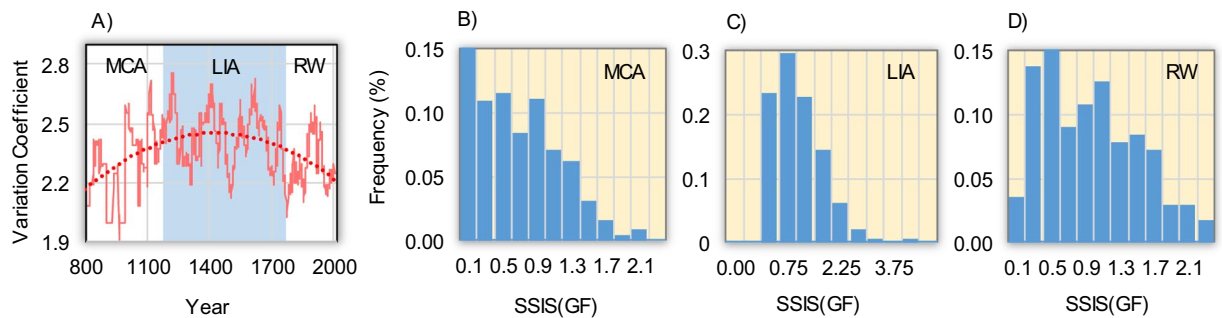 A)
Variation Coefficient
2.8
2.5
2.2
1.9
MCA
LIA
RW
800 1100 1400 1700 2000
Year
B)
Frequency (%)
0.15
0.10
0.05
0.00
MCA
0.1 0.5 0.9 1.3 1.7 2.1
SSIS(GF)
C)
0.3
0.2
0.1
0
LIA
0.00 0.75 2.25 3.75
SSIS(GF)
D)
0.15
0.10
0.05
0.00
RW
0.1 0.5 0.9 1.3 1.7 2.1
SSIS(GF)